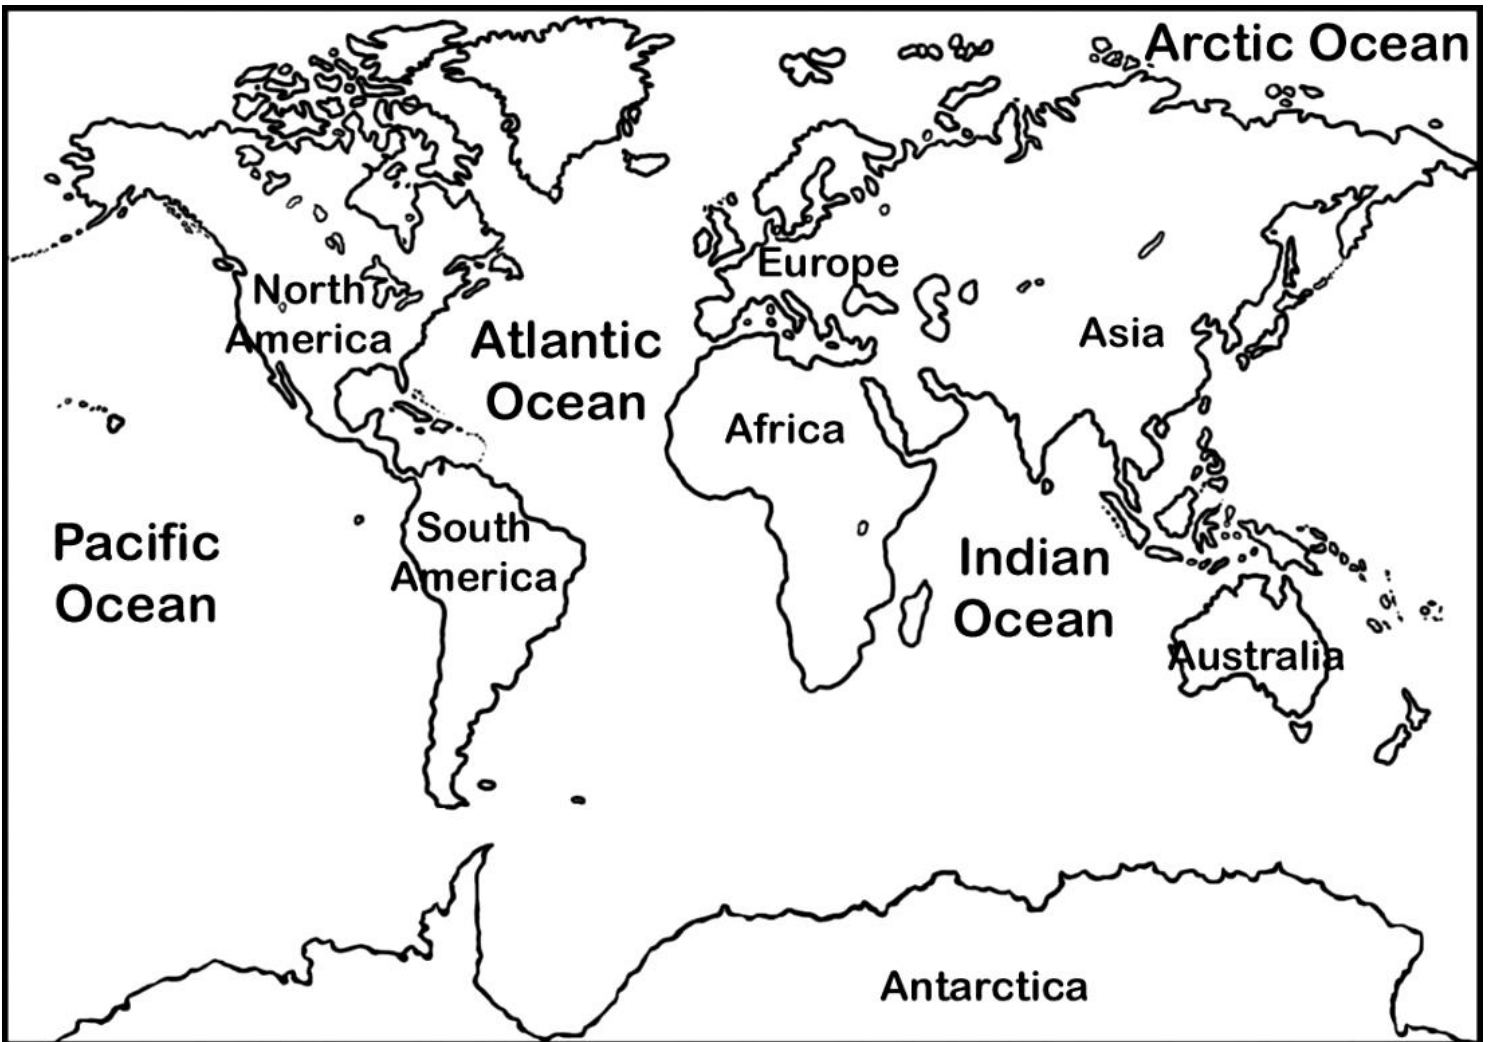 Arctic Ocean
Europe
North
America
Atlantic
Ocean
Asia
Africa
South
America
Pacific
Ocean
Indian
Ocean
Australia
Antarctica